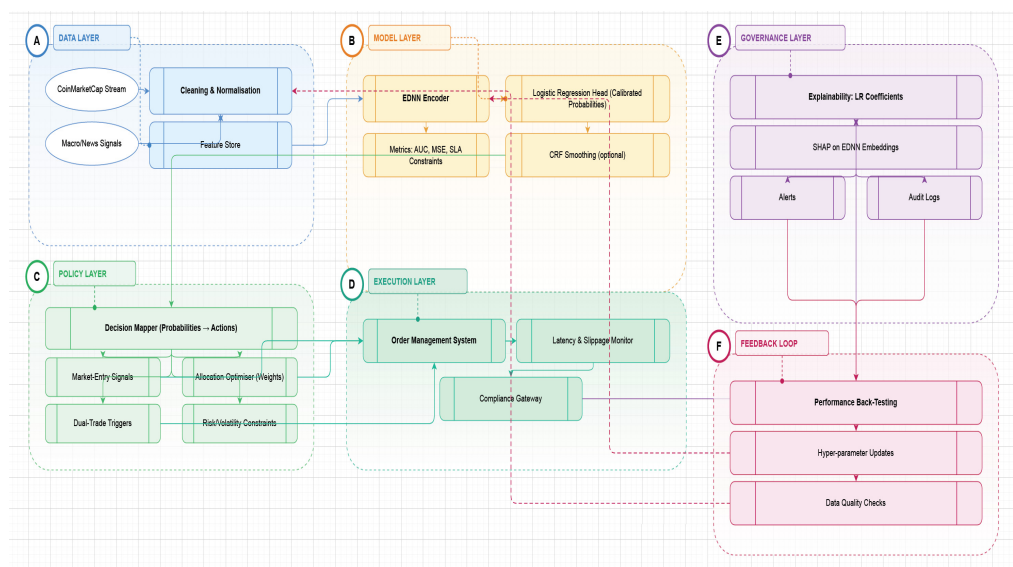 A
DATA LAYER
CoinMarketCap Stream
Cleaning & Normalisation
Macro/News Signals
Feature Store
B
MODEL LAYER
EDNN Encoder
Logistic Regression Head (Calibrated
Probabilities)
Metrics: AUC, MSE, SLA
Constraints
CRF Smoothing (optional)
E
GOVERNANCE LAYER
Explainability: LR Coefficients
SHAP on EDNN Embeddings
Alerts
Audit Logs
C
POLICY LAYER
Decision Mapper (Probabilities → Actions)
Market-Entry Signals
Allocation Optimiser (Weights)
Dual-Trade Triggers
Risk/Volatility Constraints
D
EXECUTION LAYER
Order Management System
Latency & Slippage Monitor
Compliance Gateway
F
FEEDBACK LOOP
Performance Back-Testing
Hyper-parameter Updates
Data Quality Checks